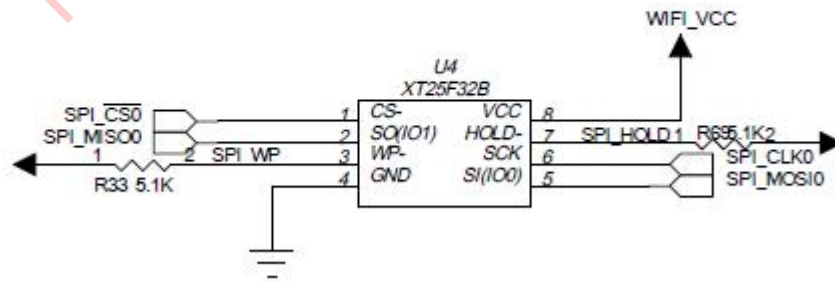 WIFI_VCC
U4
XT25F32B
SPI_CS0 1 CS- VCC 8
SPI_MISO0 2 SO(IO1) HOLD- 7 SPI_HOLD 1 R69 5.1K 2
1 R33 5.1K 2 SPI_WP 3 WP- SCK 6 SPI_CLK0
4 GND SI(IO0) 5 SPI_MOSI0